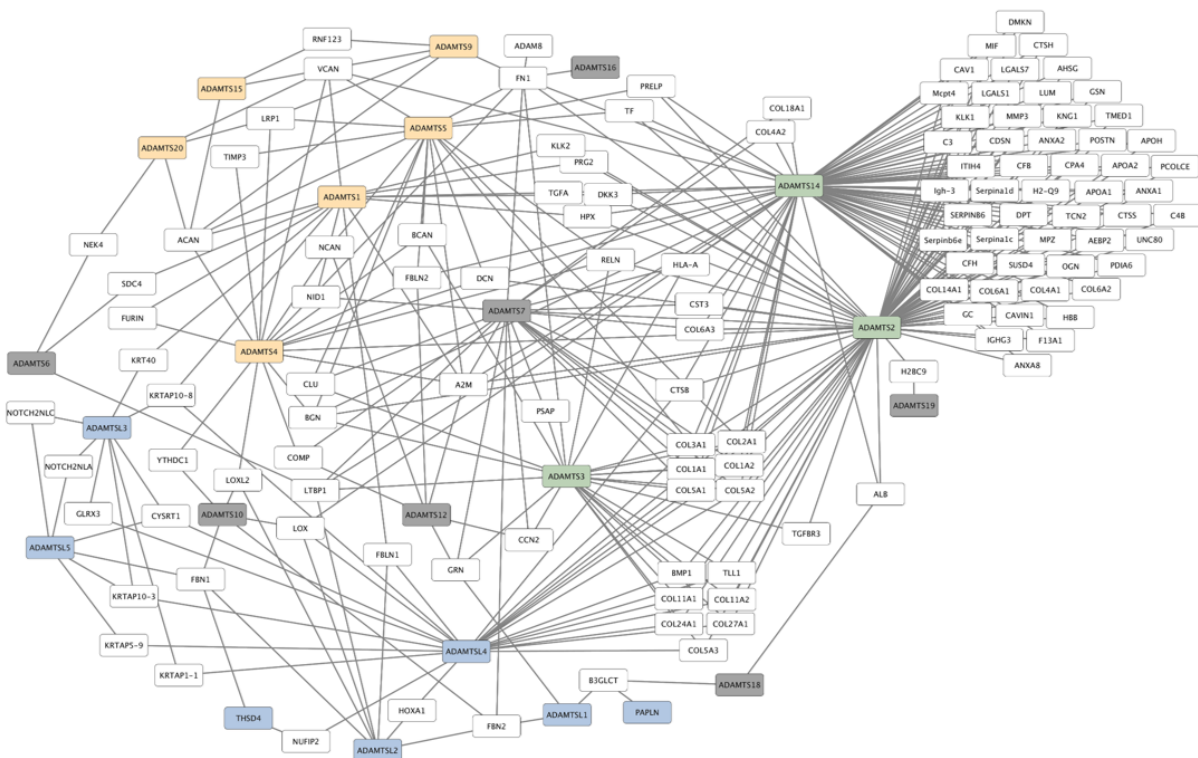 DMKN
RNF123
ADAMTS9
ADAM8
MIF
CTSH
VCAN
FN1
ADAMTS16
CAV1
LGALS7
AHSG
ADAMTS15
PRELP
Mcpt4
LGALS1
LUM
GSN
TF
COL18A1
LRP1
ADAMTS5
COL4A2
KLK1
MMP3
KNG1
TMED1
ADAMTS20
TIMP3
KLK2
PRG2
C3
CDSN
ANXA2
POSTN
APOH
ITIH4
CFB
CPA4
APOA2
PCOLCE
ADAMTS1
TGFA
DKK3
ADAMTS14
Igh-3
Serpina1d
H2-Q9
APOA1
ANXA1
HPX
SERPINB6
DPT
TCN2
CTSS
C4B
NEK4
ACAN
NCAN
BCAN
Serpinb6e
Serpina1c
MPZ
AEBP2
UNC80
RELN
HLA-A
CFH
SUSD4
OGN
PDIA6
SDC4
FBLN2
DCN
COL14A1
COL6A1
COL4A1
COL6A2
NID1
ADAMTS7
CST3
FURIN
COL6A3
ADAMTS2
GC
CAVIN1
HBB
IGHG3
F13A1
ADAMTS6
KRT40
ADAMTS4
ANXA8
CLU
A2M
CTSB
H2BC9
KRTAP10-8
ADAMTS19
NOTCH2NLC
BGN
PSAP
ADAMTSL3
COL3A1
COL2A1
YTHDC1
COMP
NOTCH2NLA
COL1A1
COL1A2
LOXL2
LTBP1
ADAMTS3
COL5A1
COL5A2
ALB
GLRX3
CYSRT1
ADAMTS10
ADAMTS12
LOX
TGFBR3
ADAMTSL5
FBLN1
CCN2
GRN
BMP1
TLL1
FBN1
KRTAP10-3
COL11A1
COL11A2
COL24A1
COL27A1
KRTAP5-9
ADAMTSL4
COL5A3
KRTAP1-1
B3GLCT
ADAMTS18
HOXA1
THSD4
ADAMTSL1
PAPLN
FBN2
NUFIP2
ADAMTSL2